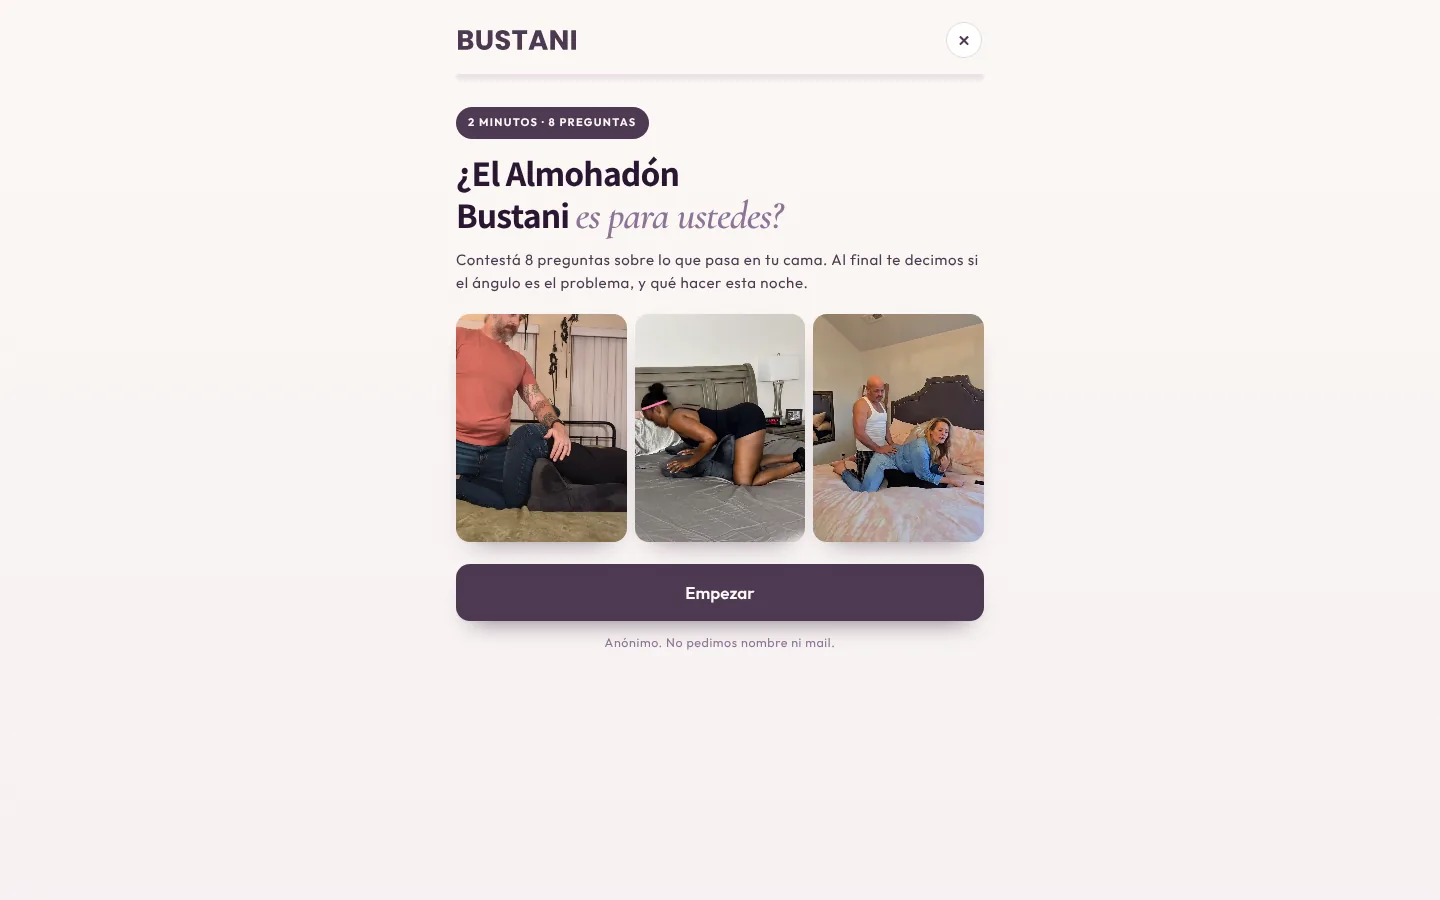 BUSTANI
2 MINUTOS · 8 PREGUNTAS
¿El Almohadón
Bustani es para ustedes?
Contestá 8 preguntas sobre lo que pasa en tu cama. Al final te decimos si
el ángulo es el problema, y qué hacer esta noche.
Empezar
Anónimo. No pedimos nombre ni mail.